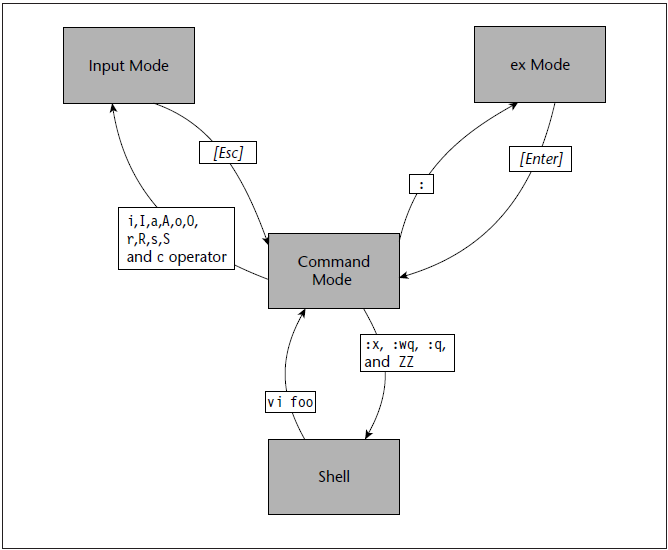 Input Mode
ex Mode
[Esc]
[Enter]
:
i,I,a,A,o,O,
r,R,s,S
and c operator
Command
Mode
:x, :wq, :q,
and ZZ
vi foo
Shell